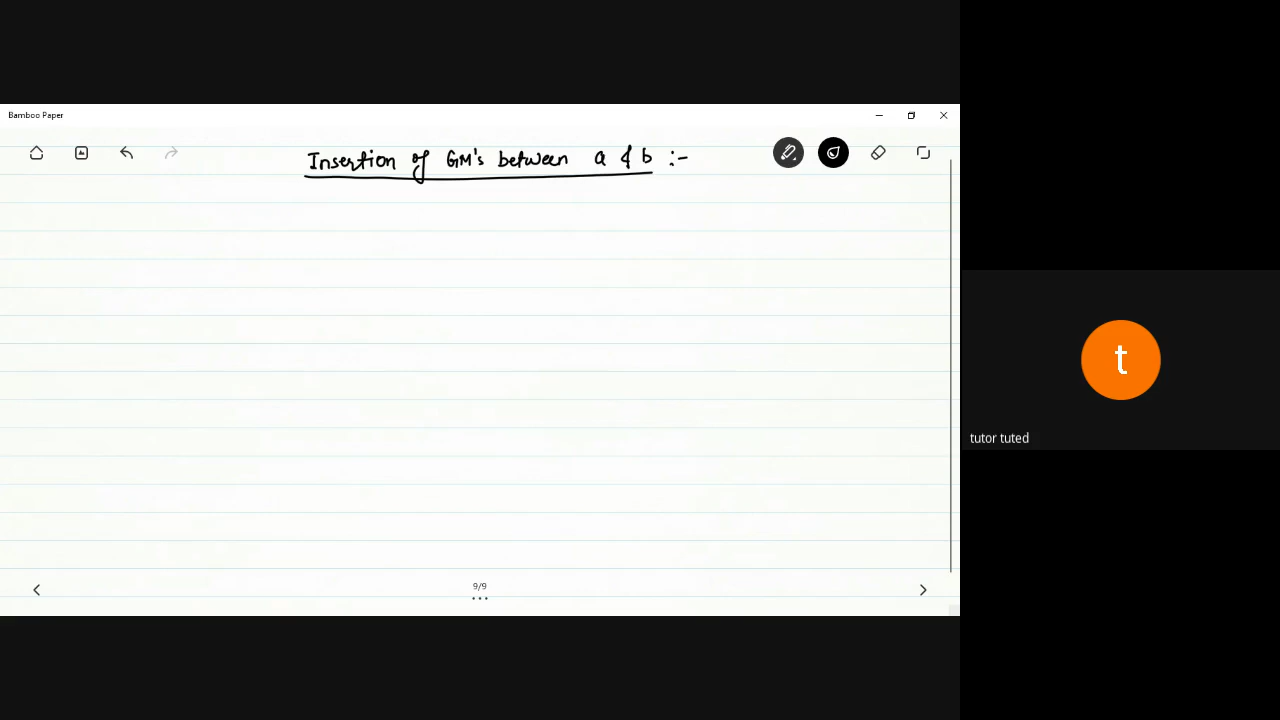 Bamboo Paper
Insertion of GM's between a & b :-
t
tutor tuted
9/9